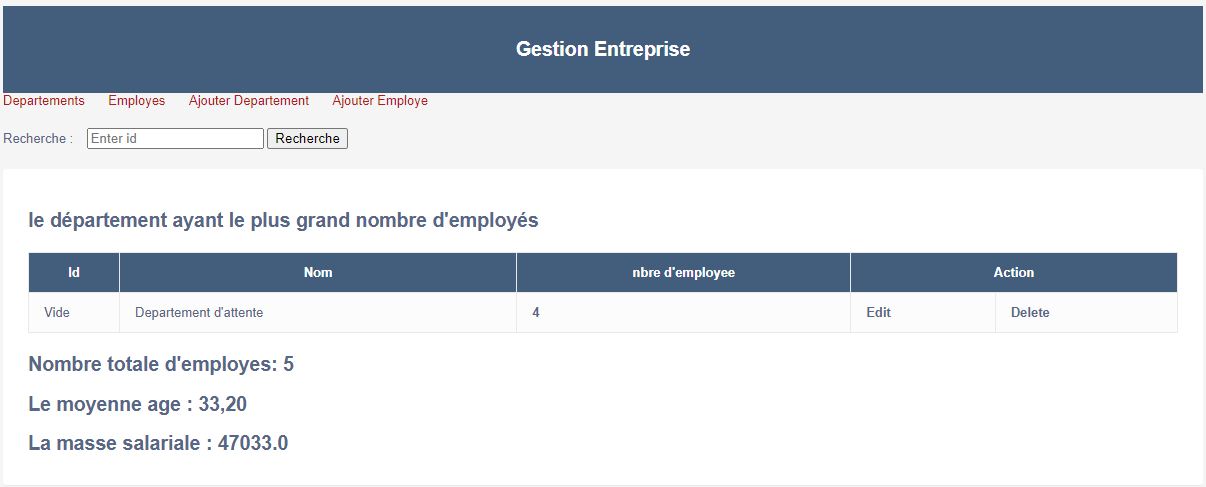 Gestion Entreprise
Departements Employes Ajouter Departement Ajouter Employe
Recherche : Enter id Recherche
le département ayant le plus grand nombre d'employés
Id Nom nbre d'employee Action
Vide Departement d'attente 4 Edit Delete
Nombre totale d'employes: 5
Le moyenne age : 33,20
La masse salariale : 47033.0